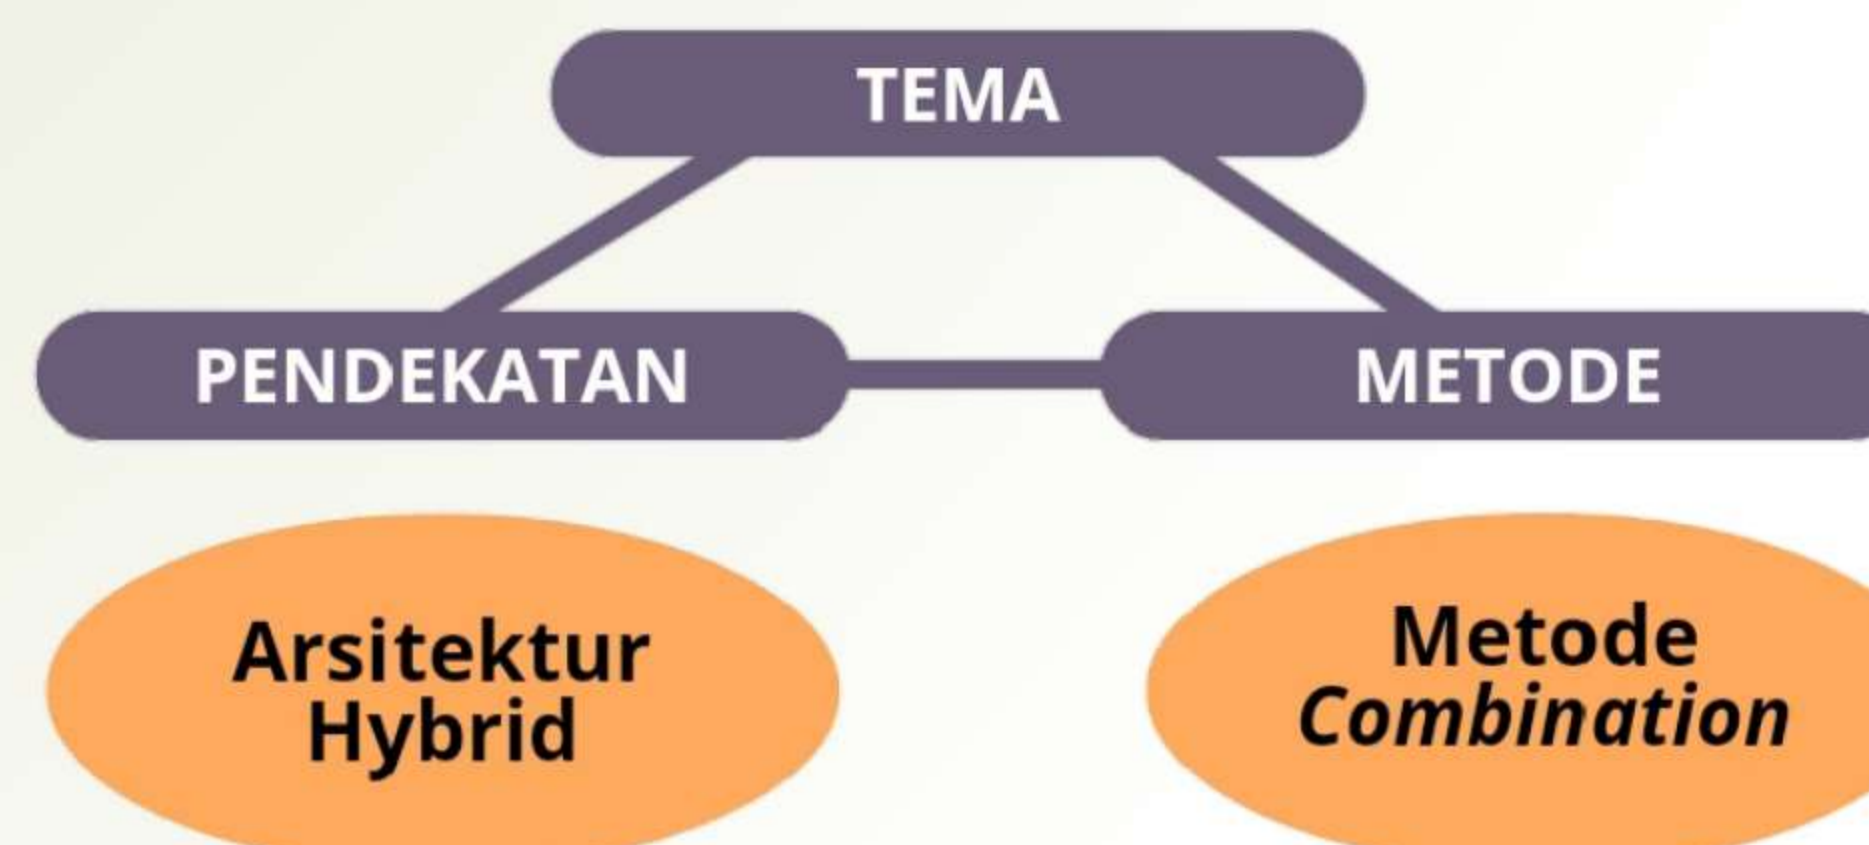 TEMA
PENDEKATAN
METODE
Arsitektur
Hybrid
Metode
Combination